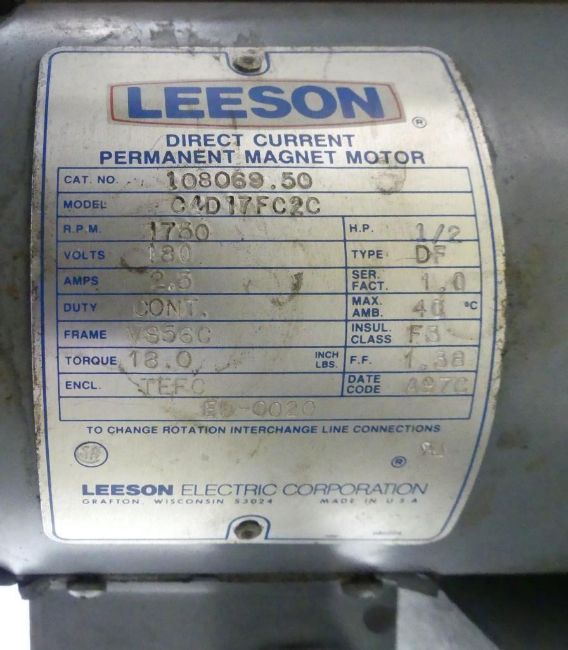 LEESON ®
DIRECT CURRENT
PERMANENT MAGNET MOTOR
CAT. NO. 108069.50
MODEL C4D17FC2C
R.P.M. 1750 H.P. 1/2
VOLTS 180 TYPE DF
AMPS 2.5 SER. FACT. 1.0
DUTY CONT. MAX. AMB. 40 °C
FRAME VS56C INSUL. CLASS
TORQUE 18.0 INCH LBS. F.F. 1.38
ENCL. TEFC DATE CODE
TO CHANGE ROTATION INTERCHANGE LINE CONNECTIONS
®
LEESON ELECTRIC CORPORATION
GRAFTON, WISCONSIN 53024 MADE IN U.S.A